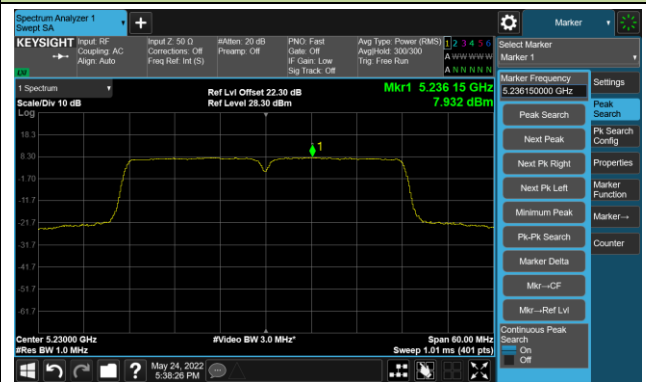 Spectrum Analyzer 1
Swept SA
Marker
KEYSIGHT
Input: RF
Coupling: AC
Align: Auto
Input Z: 50 Ω
Corrections: Off
Freq Ref: Int (S)
#Atten: 20 dB
Preamp: Off
PNO: Fast
Gate: Off
IF Gain: Low
Sig Track: Off
Avg Type: Power (RMS)
Avg|Hold: 300/300
Trig: Free Run
1 2 3 4 5 6
A W W W W W
A N N N N N
Select Marker
Marker 1
1 Spectrum
Scale/Div 10 dB
Log
Ref Lvl Offset 22.30 dB
Ref Level 28.30 dBm
Mkr1 5.236 15 GHz
7.932 dBm
18.3
8.30
-1.70
-11.7
-21.7
-31.7
-41.7
-51.7
-61.7
1
Center 5.23000 GHz
#Res BW 1.0 MHz
#Video BW 3.0 MHz*
Span 60.00 MHz
Sweep 1.01 ms (401 pts)
Marker Frequency
5.236150000 GHz
Peak Search
Next Peak
Next Pk Right
Next Pk Left
Minimum Peak
Pk-Pk Search
Marker Delta
Mkr→CF
Mkr→Ref Lvl
Continuous Peak
Search
On
Off
Settings
Peak
Search
Pk Search
Config
Properties
Marker
Function
Marker→
Counter
May 24, 2022
5:38:26 PM